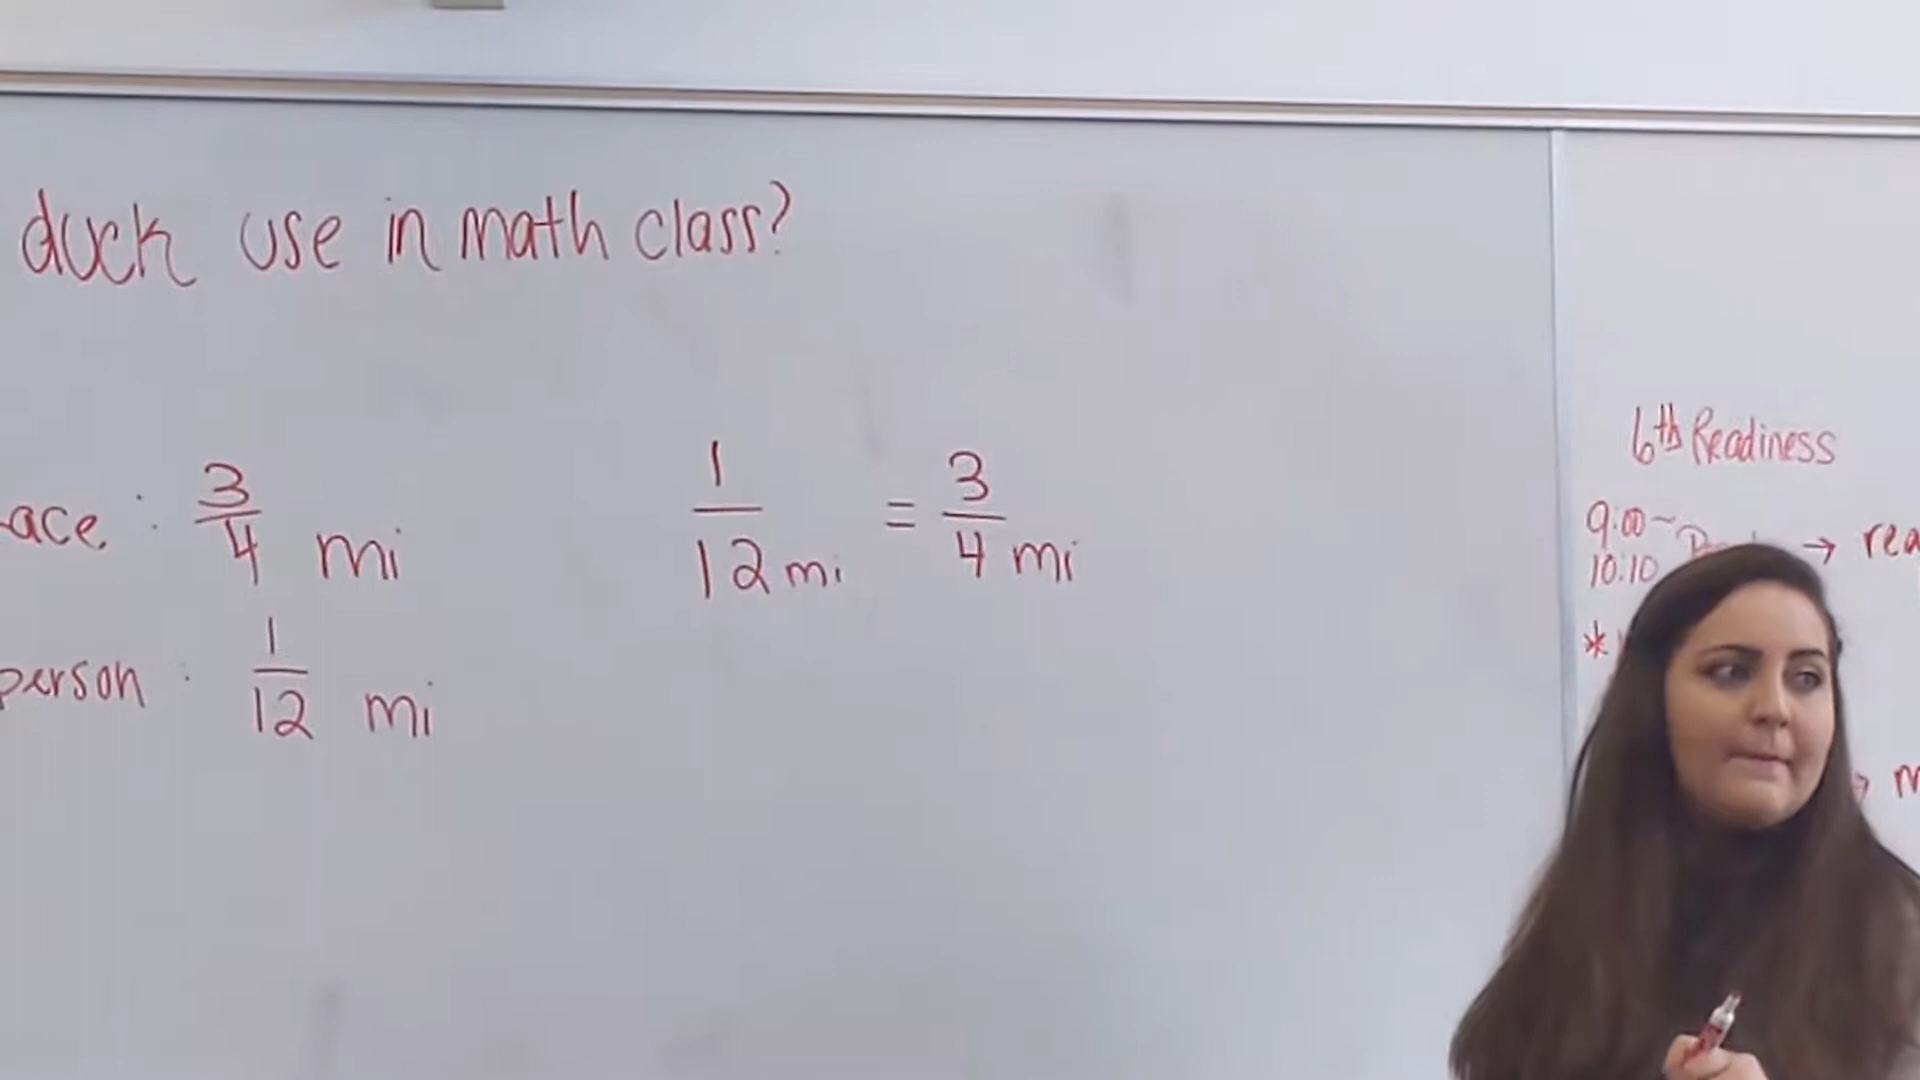 duck use in math class?
ace : 3/4 mi
person : 1/12 mi
1/12 mi = 3/4 mi
6th Readiness
9:00~
10:10 → rea
*
→ m